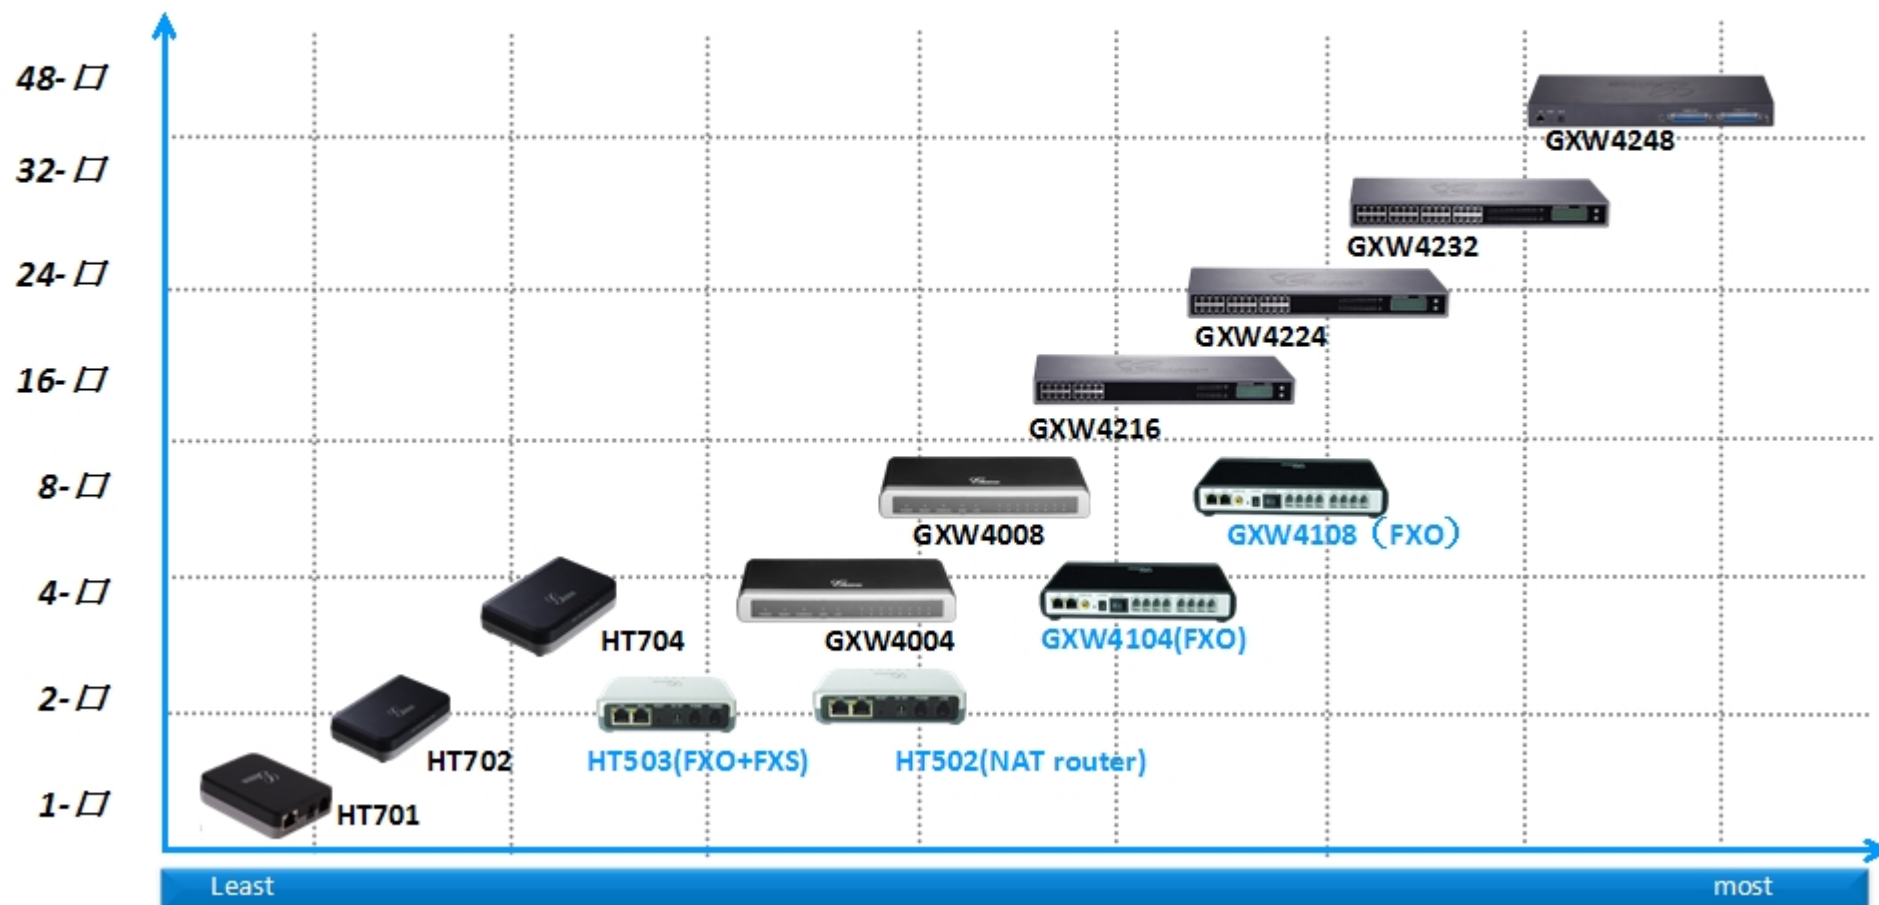 48-口
GXW4248
32-口
GXW4232
24-口
GXW4224
16-口
GXW4216
8-口
GXW4008
GXW4108（FXO）
4-口
HT704
GXW4004
GXW4104(FXO)
2-口
HT702
HT503(FXO+FXS)
HT502(NAT router)
1-口
HT701
Least
most